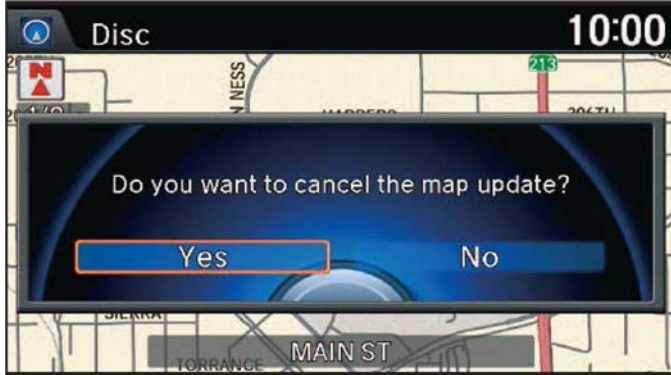 Disc
10:00
N
NESS
213
Do you want to cancel the map update?
Yes
No
SIERRA
MAIN ST
TORRANCE